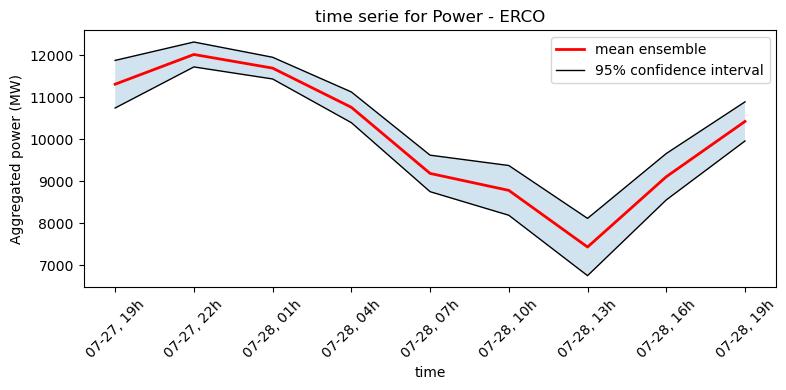 time serie for Power - ERCO
mean ensemble
95% confidence interval
Aggregated power (MW)
12000
11000
10000
9000
8000
7000
07-27, 19h
07-27, 22h
07-28, 01h
07-28, 04h
07-28, 07h
07-28, 10h
07-28, 13h
07-28, 16h
07-28, 19h
time